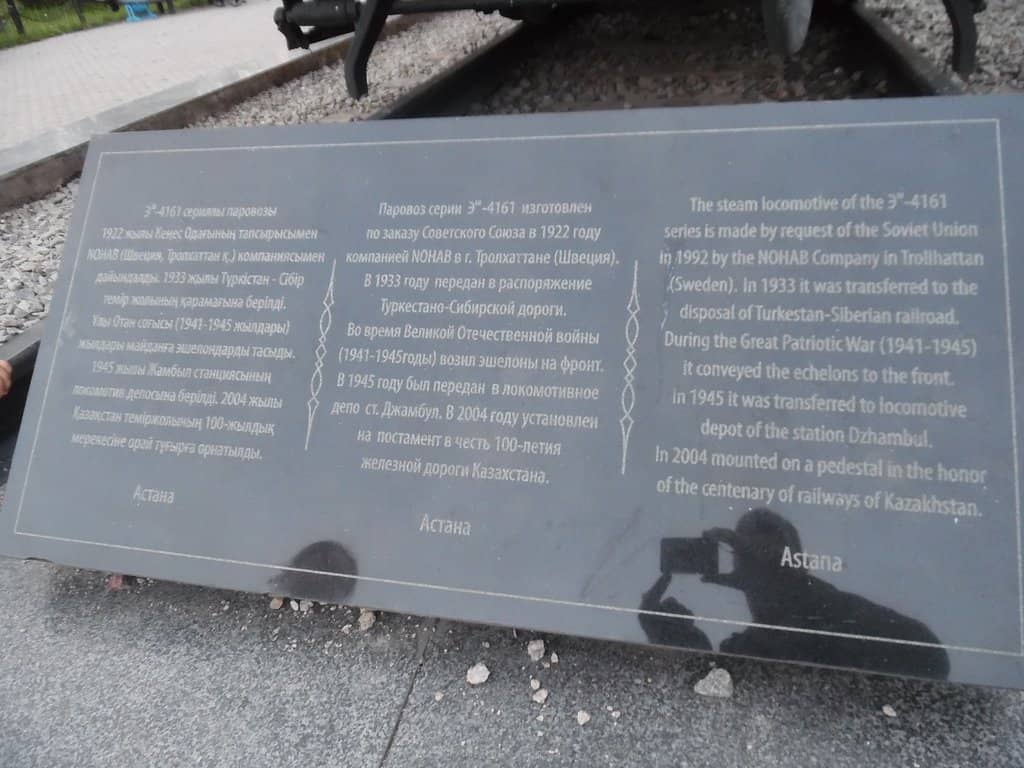 Эш-4161 сериялы паровозы
1922 жылы Кеңес Одағының тапсырысымен
NOHAB (Швеция, Тролхаттан қ.) компаниясымен
дайындалды. 1933 жылы Түркістан - Сібір
темір жолының қарамағына берілді.
Ұлы Отан соғысы (1941-1945 жылдары)
жылдары майданға эшелондарды тасыды.
1945 жылы Жамбыл станциясының
локомотив депосына берілді. 2004 жылы
Қазақстан теміржолының 100-жылдық
мерекесіне орай тұғырға орнатылды.
Астана
Паровоз серии Эш-4161 изготовлен
по заказу Советского Союза в 1922 году
компанией NOHAB в г. Тролхаттане (Швеция).
В 1933 году передан в распоряжение
Туркестано-Сибирской дороги.
Во время Великой Отечественной войны
(1941-1945годы) возил эшелоны на фронт.
В 1945 году был передан в локомотивное
депо ст. Джамбул. В 2004 году установлен
на постамент в честь 100-летия
железной дороги Казахстана.
Астана
The steam locomotive of the Эш-4161
series is made by request of the Soviet Union
in 1992 by the NOHAB Company in Trollhattan
(Sweden). In 1933 it was transferred to the
disposal of Turkestan-Siberian railroad.
During the Great Patriotic War (1941-1945)
it conveyed the echelons to the front.
in 1945 it was transferred to locomotive
depot of the station Dzhambul.
In 2004 mounted on a pedestal in the honor
of the centenary of railways of Kazakhstan.
Astana